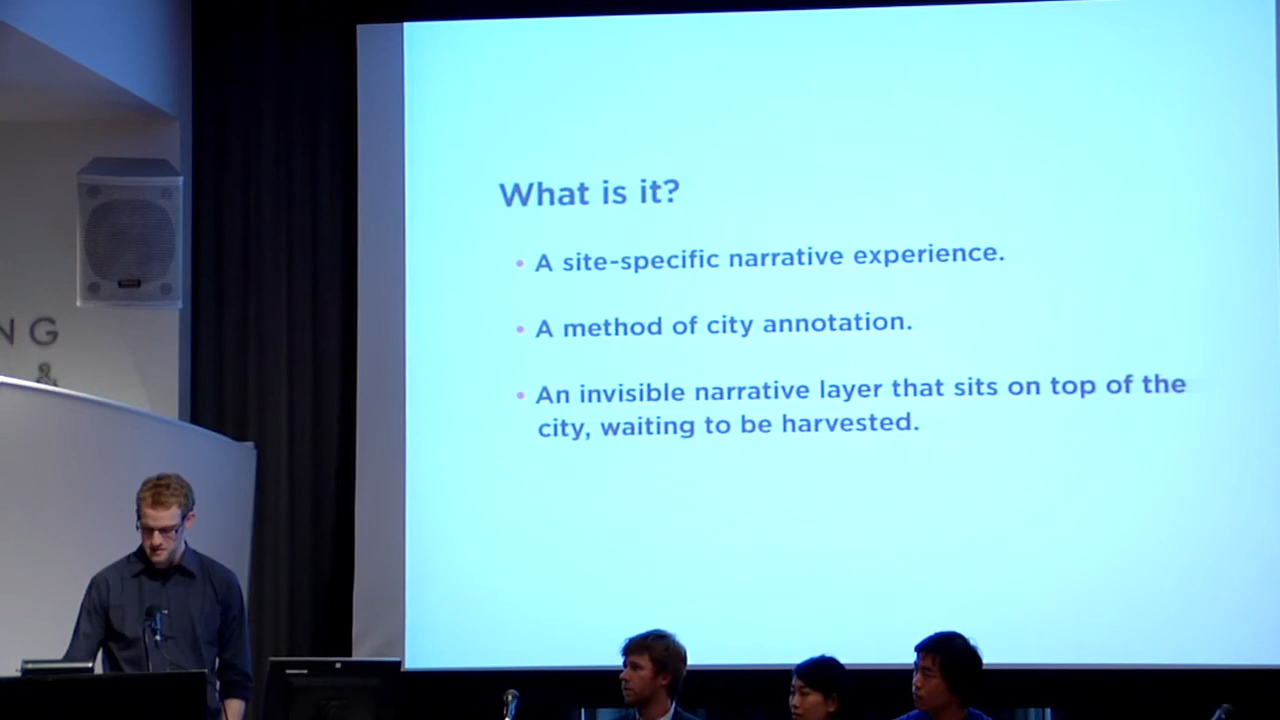 What is it?
• A site-specific narrative experience.
• A method of city annotation.
• An invisible narrative layer that sits on top of the
city, waiting to be harvested.
NG
&